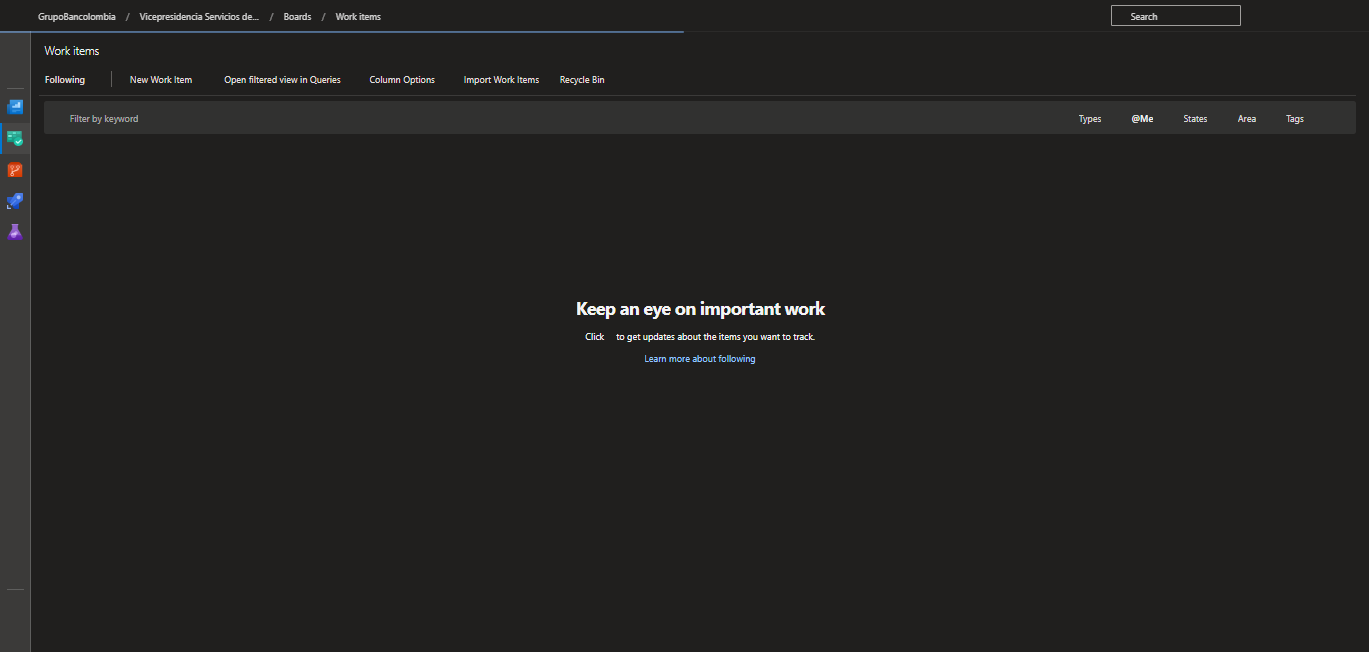 GrupoBancolombia / Vicepresidencia Servicios de... / Boards / Work items
Search
Work items
Following
New Work Item
Open filtered view in Queries
Column Options
Import Work Items
Recycle Bin
Filter by keyword
Types
@Me
States
Area
Tags
Keep an eye on important work
Click to get updates about the items you want to track.
Learn more about following